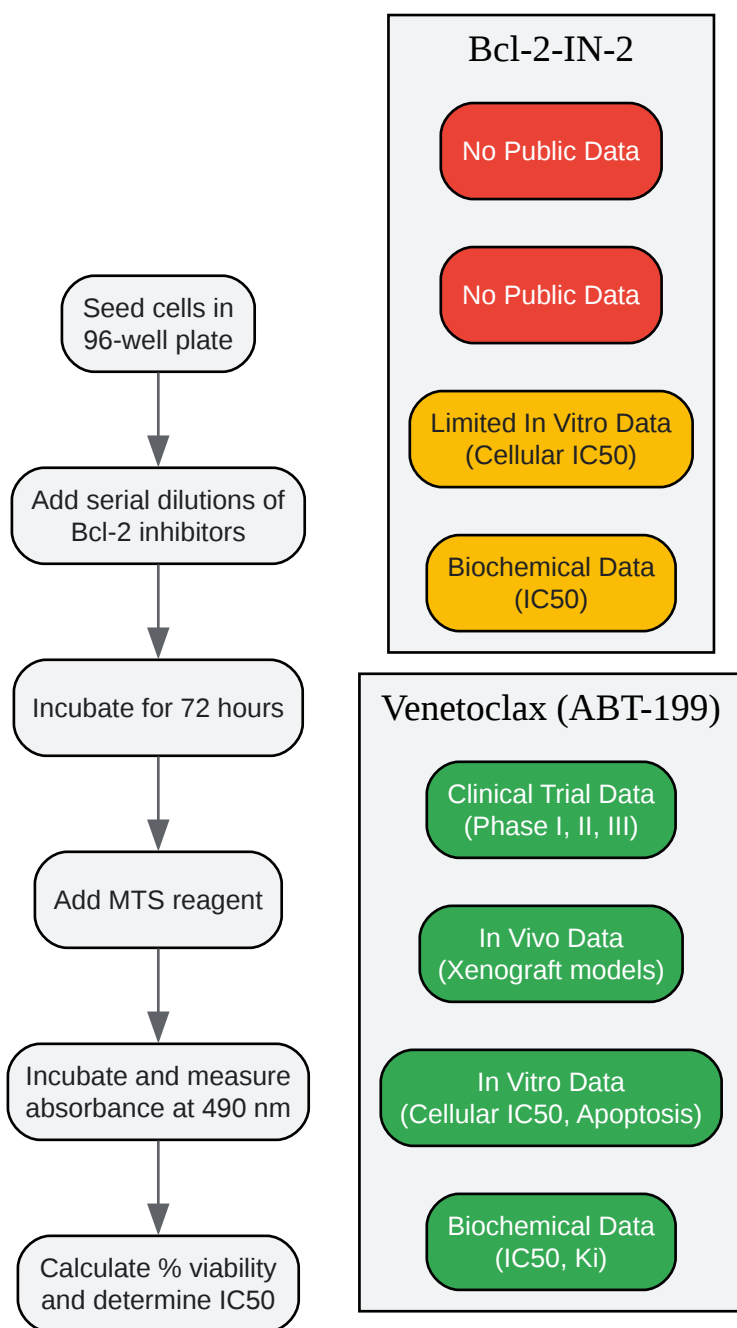 Seed cells in
96-well plate
Add serial dilutions of
Bcl-2 inhibitors
Incubate for 72 hours
Add MTS reagent
Incubate and measure
absorbance at 490 nm
Calculate % viability
and determine IC50
Bcl-2-IN-2
No Public Data
No Public Data
Limited In Vitro Data
(Cellular IC50)
Biochemical Data
(IC50)
Venetoclax (ABT-199)
Clinical Trial Data
(Phase I, II, III)
In Vivo Data
(Xenograft models)
In Vitro Data
(Cellular IC50, Apoptosis)
Biochemical Data
(IC50, Ki)